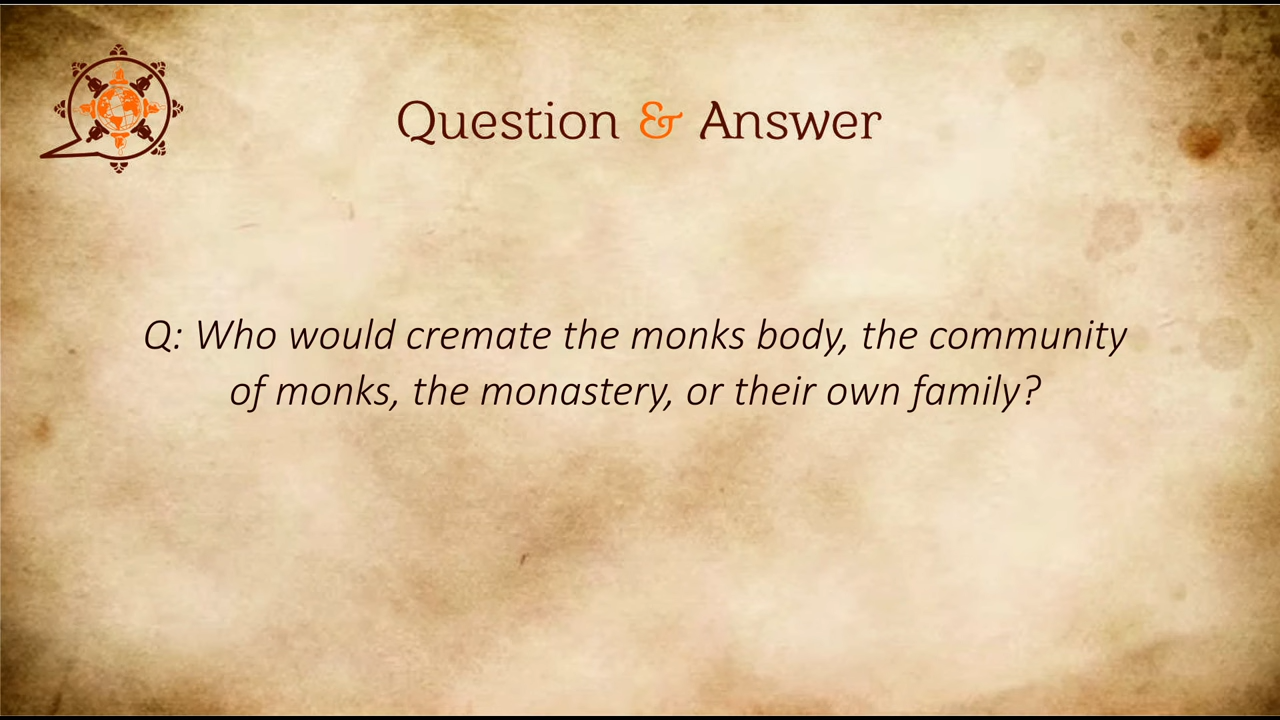 Question & Answer
Q: Who would cremate the monks body, the community
of monks, the monastery, or their own family?